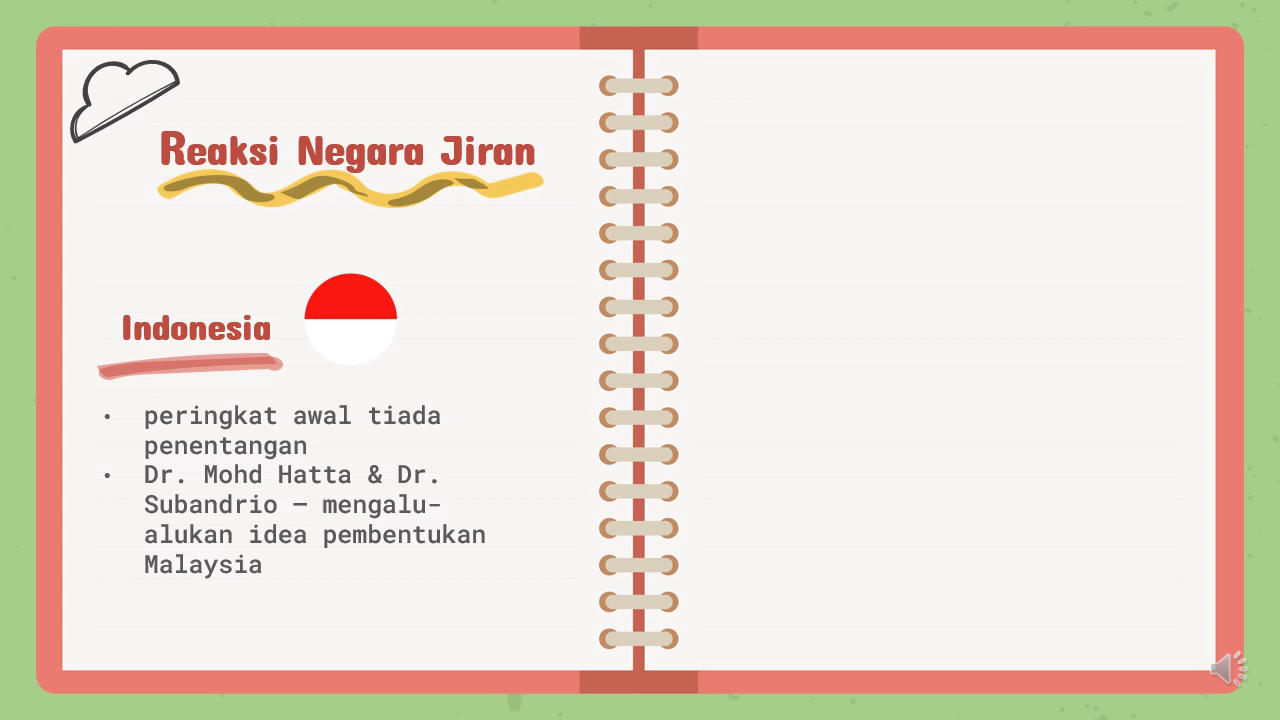 Reaksi Negara Jiran
Indonesia
• peringkat awal tiada
penentangan
• Dr. Mohd Hatta & Dr.
Subandrio – mengalu-
alukan idea pembentukan
Malaysia